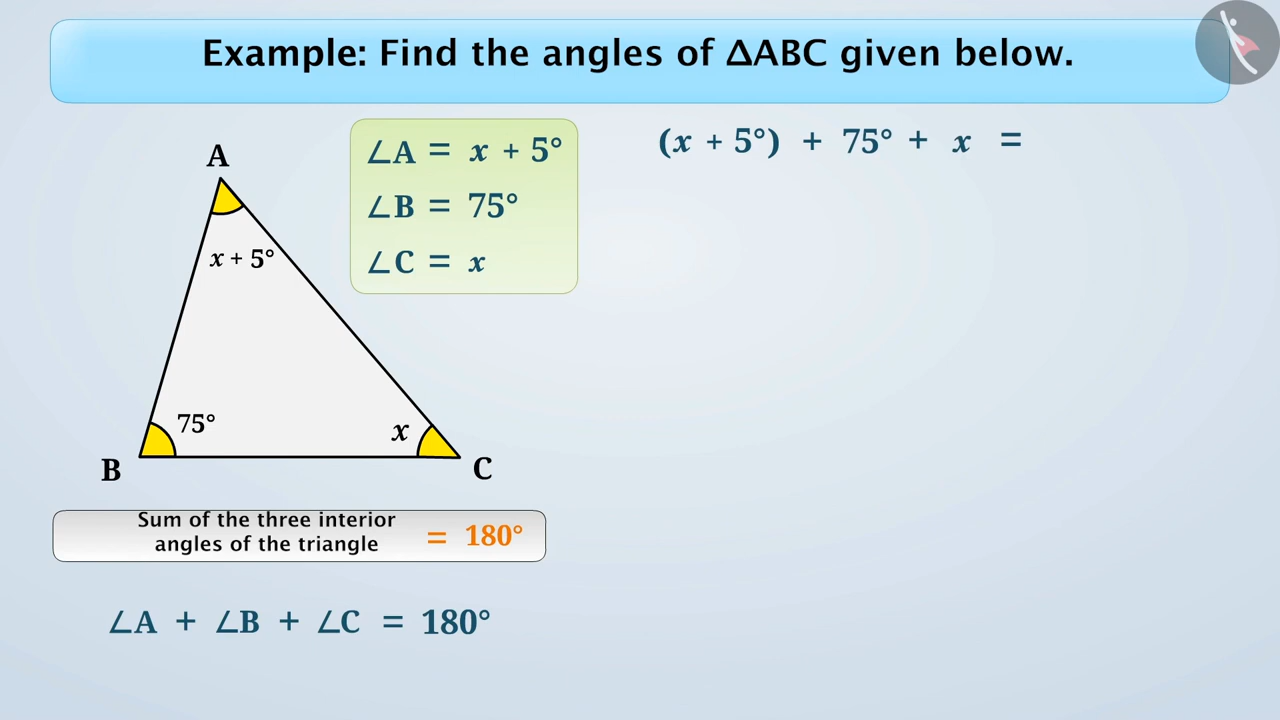 Example: Find the angles of ΔABC given below.
A
x + 5°
75°
x
B
C
∠A = x + 5°
∠B = 75°
∠C = x
(x + 5°) + 75° + x =
Sum of the three interior
angles of the triangle = 180°
∠A + ∠B + ∠C = 180°